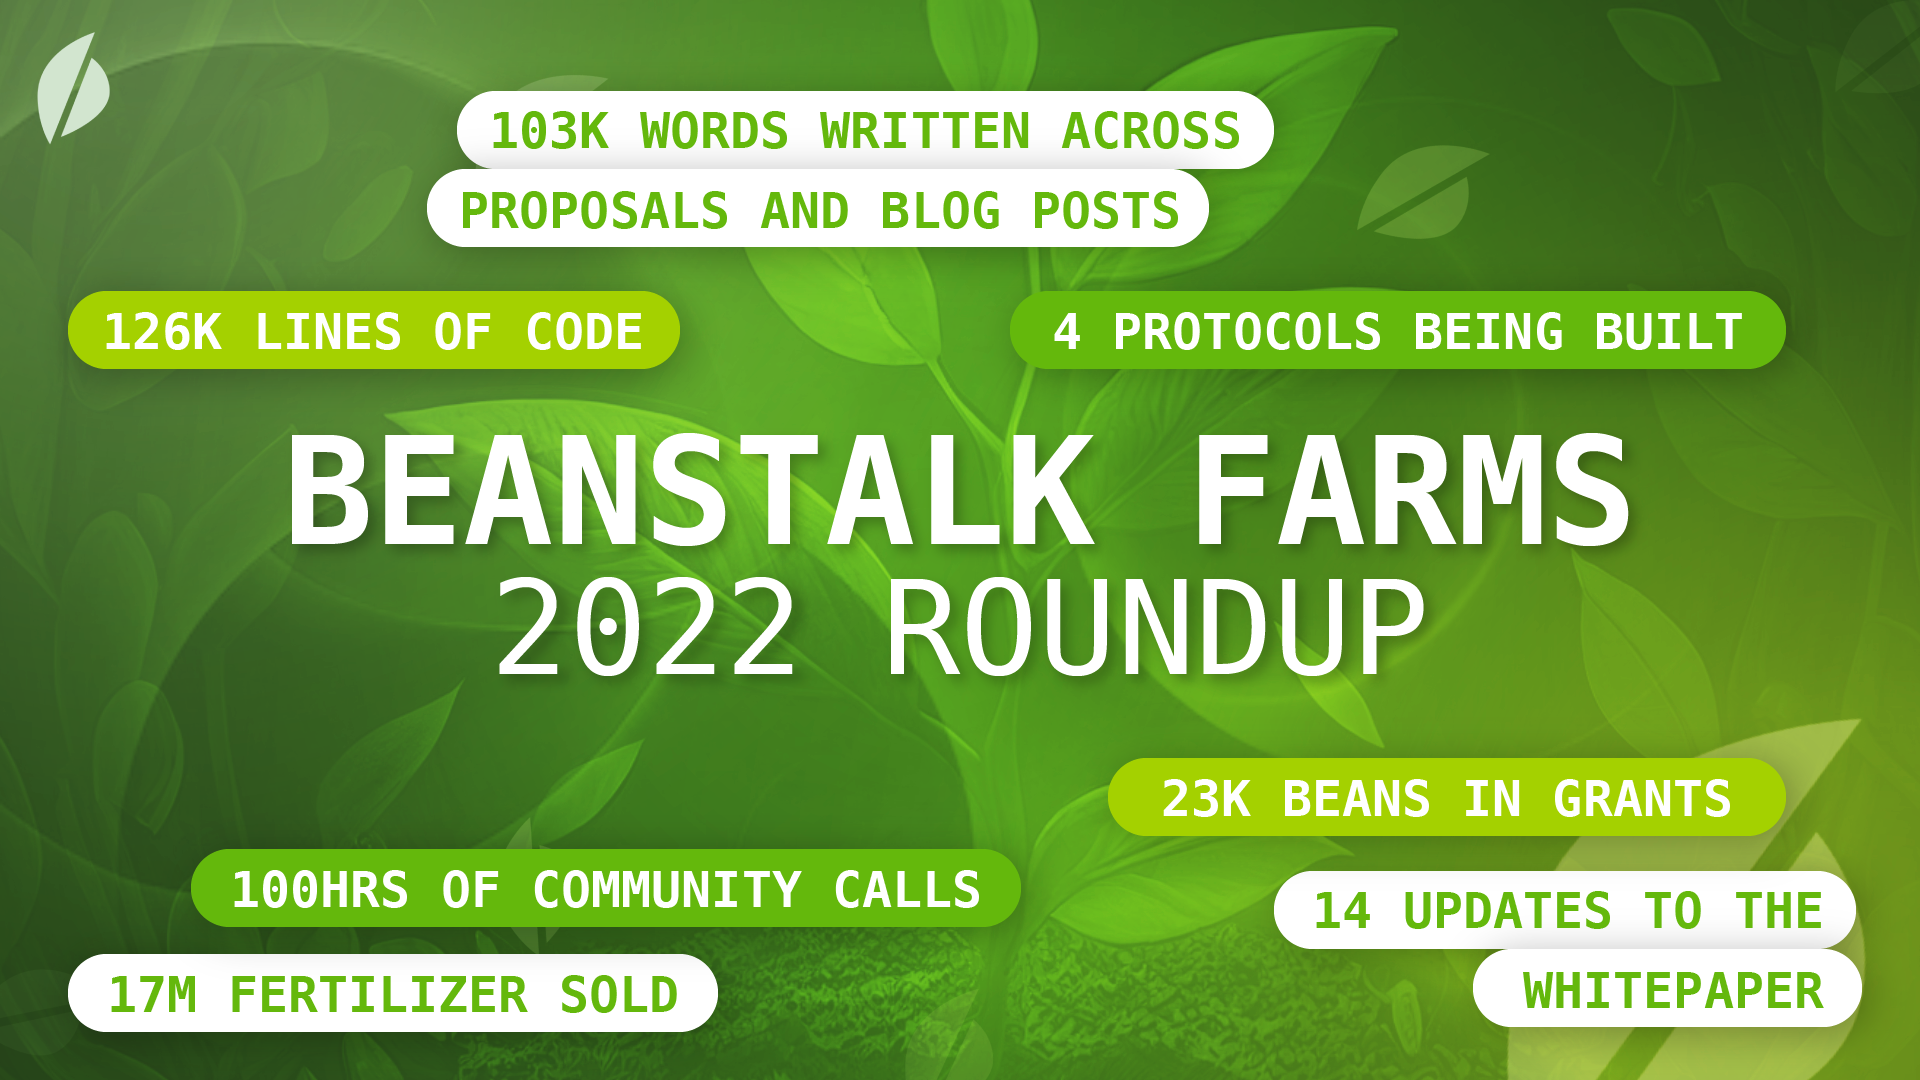 103K WORDS WRITTEN ACROSS
PROPOSALS AND BLOG POSTS
126K LINES OF CODE
4 PROTOCOLS BEING BUILT
BEANSTALK FARMS
2022 ROUNDUP
23K BEANS IN GRANTS
100HRS OF COMMUNITY CALLS
14 UPDATES TO THE
WHITEPAPER
17M FERTILIZER SOLD